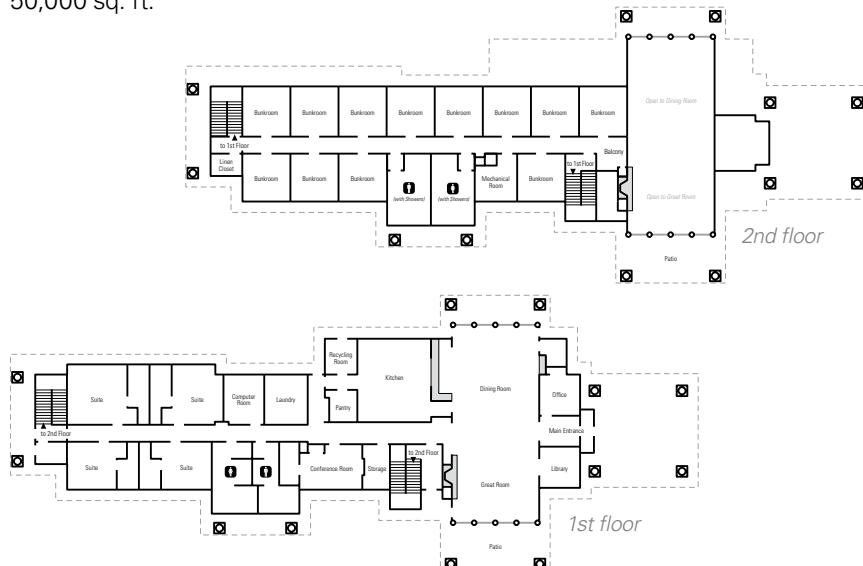 50,000 sq. ft.
Open to Dining Room
Bunkroom Bunkroom Bunkroom Bunkroom Bunkroom Bunkroom Bunkroom Bunkroom
to 1st Floor
Balcony
Linen
Closet
to 1st Floor
Bunkroom Bunkroom Bunkroom
(with Showers) (with Showers)
Mechanical
Room
Bunkroom
Open to Great Room
2nd floor
Patio
Recycling
Room
Kitchen
Dining Room
Suite Suite
Computer
Room
Laundry
Pantry
Office
to 2nd Floor
Main Entrance
to 2nd Floor
Suite Suite
Conference Room
Storage
Library
Great Room
1st floor
Patio